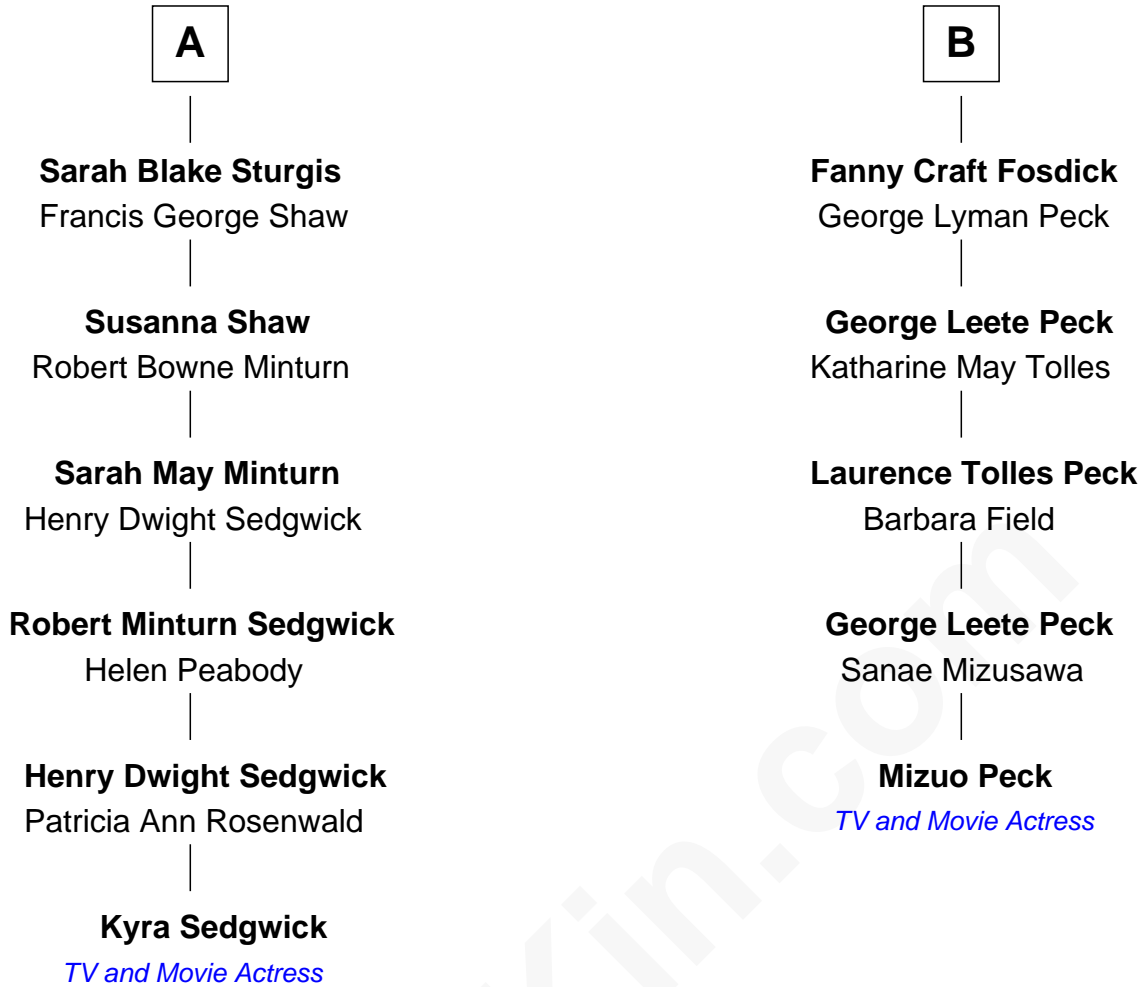 A
Sarah Blake Sturgis
Francis George Shaw
Susanna Shaw
Robert Bowne Minturn
Sarah May Minturn
Henry Dwight Sedgwick
Robert Minturn Sedgwick
Helen Peabody
Henry Dwight Sedgwick
Patricia Ann Rosenwald
Kyra Sedgwick
TV and Movie Actress
B
Fanny Craft Fosdick
George Lyman Peck
George Leete Peck
Katharine May Tolles
Laurence Tolles Peck
Barbara Field
George Leete Peck
Sanae Mizusawa
Mizuo Peck
TV and Movie Actress
Kin.com